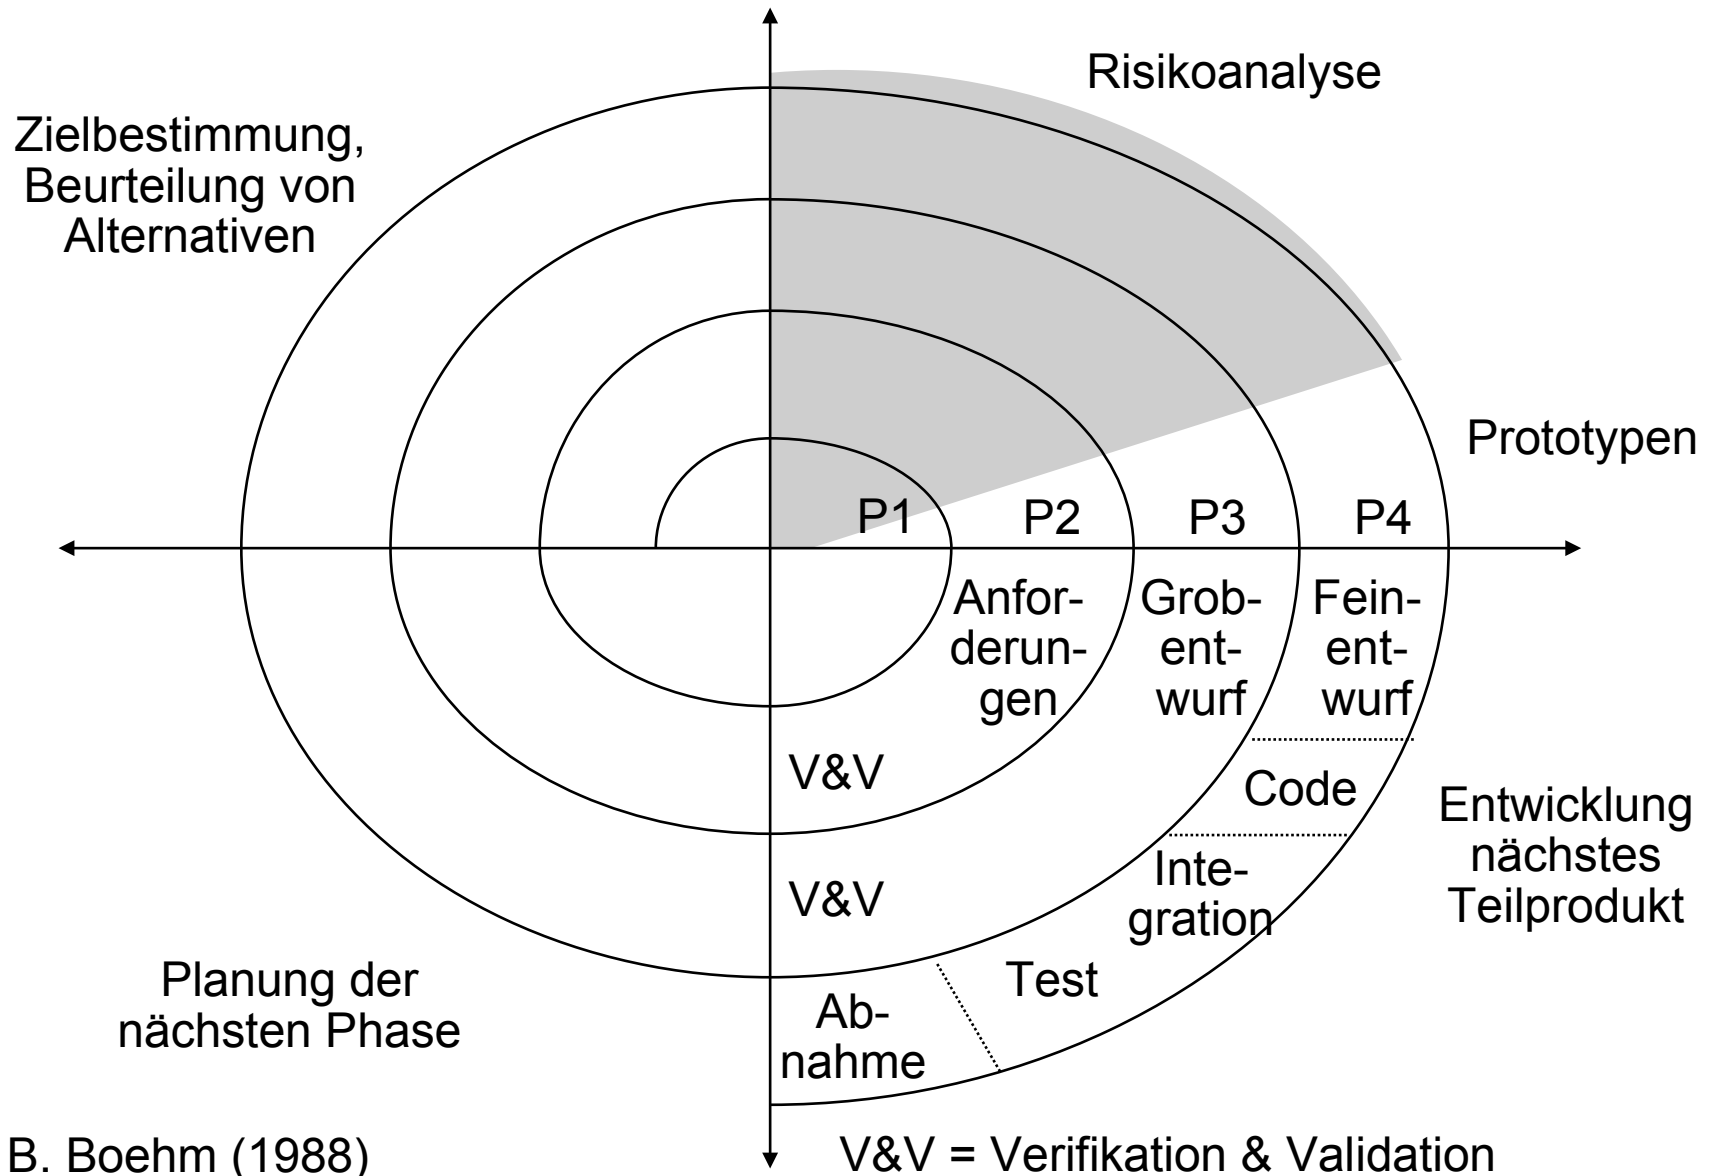 Risikoanalyse
Zielbestimmung,
Beurteilung von
Alternativen
Prototypen
P1
P2
P3
P4
Anfor-
derun-
gen
Grob-
ent-
wurf
Fein-
ent-
wurf
V&V
Code
Entwicklung
nächstes
Teilprodukt
Inte-
gration
V&V
Test
Planung der
nächsten Phase
Ab-
nahme
B. Boehm (1988)
V&V = Verifikation & Validation